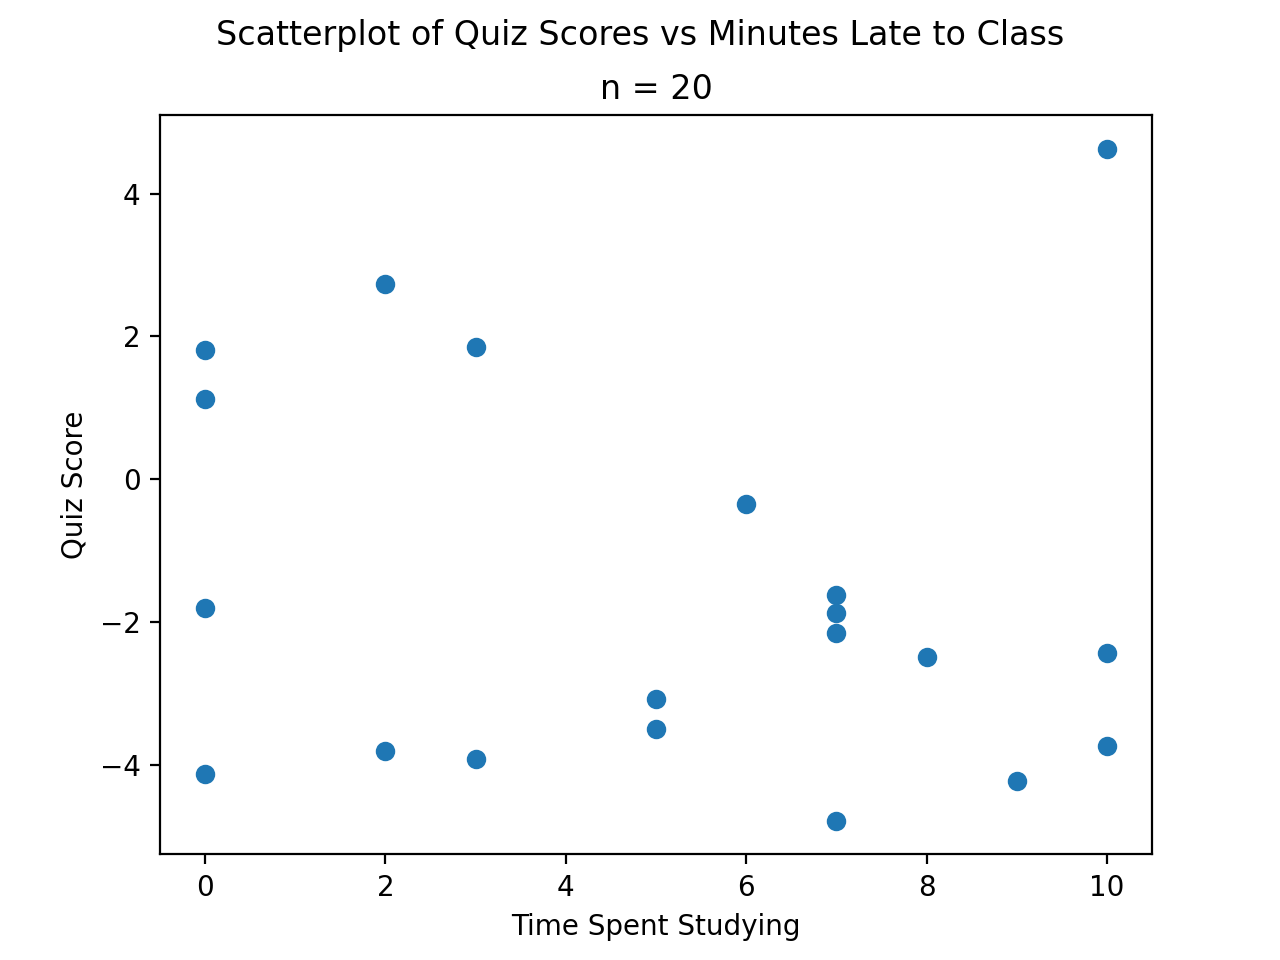 Scatterplot of Quiz Scores vs Minutes Late to Class
n = 20
4
2
0
−2
−4
Quiz Score
0 2 4 6 8 10
Time Spent Studying